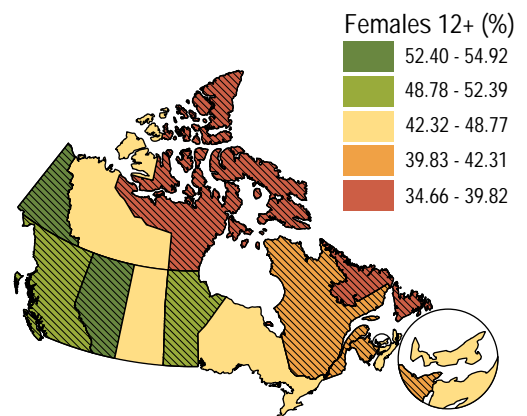 Females 12+ (%)
52.40 - 54.92
48.78 - 52.39
42.32 - 48.77
39.83 - 42.31
34.66 - 39.82